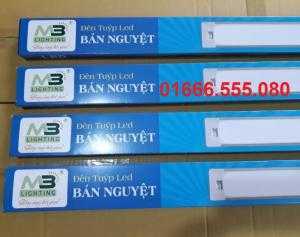 MB
LIGHTING
Đèn Tuýp Led
BÁN NGUYỆT
01666.555.080
MB
LIGHTING
Đèn Tuýp Led
BÁN NGUYỆT
MB
LIGHTING
Đèn Tuýp Led
BÁN NGUYỆT
MB
LIGHTING
Đèn Tuýp Led
BÁN NGUYỆT